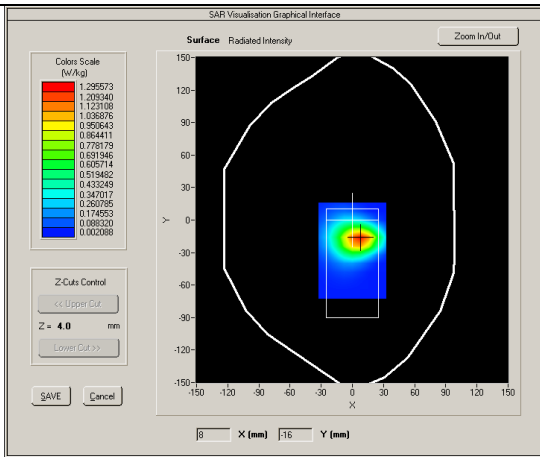 SAR Visualisation Graphical Interface
Surface Radiated Intensity
Zoom In/Out
Colors Scale
(W/kg)
1.295573
1.209340
1.123108
1.036876
0.950643
0.864411
0.778179
0.691946
0.605714
0.519482
0.433249
0.347017
0.260785
0.174553
0.088320
0.002088
150
120
90
60
30
0
-30
-60
-90
-120
-150
Y
-150 -120 -90 -60 -30 0 30 60 90 120 150
X
Z-Cuts Control
<< Upper Cut
Z = 4.0 mm
Lower Cut >>
SAVE Cancel
8 X (mm) -16 Y (mm)